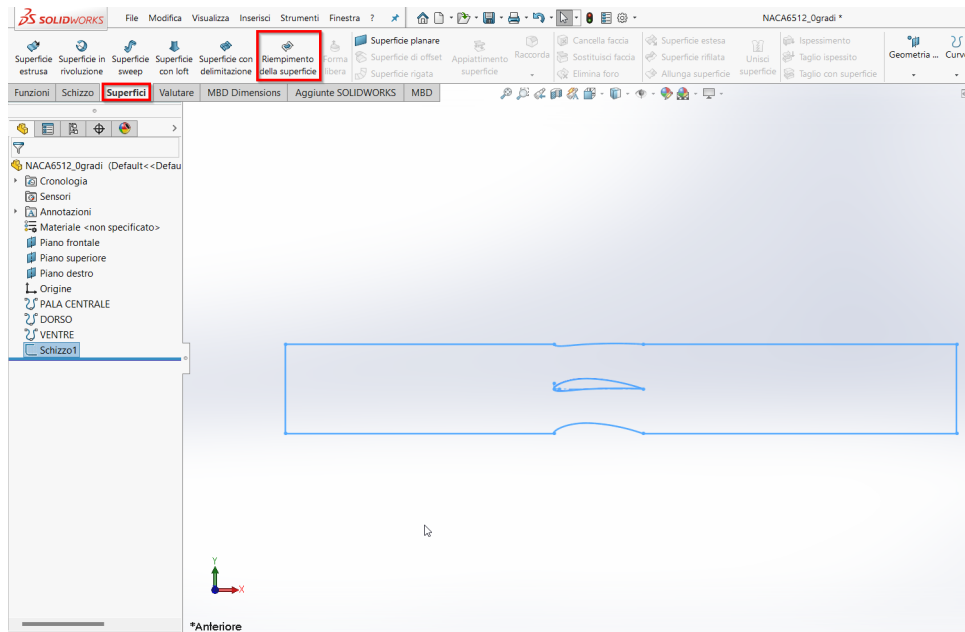 SOLIDWORKS File Modifica Visualizza Inserisci Strumenti Finestra ? NACA6512_0gradi *
Superficie estrusa
Superficie in rivoluzione
Superficie sweep
Superficie con loft
Superficie con delimitazione
Riempimento della superficie
Forma libera
Superficie planare
Superficie di offset
Superficie rigata
Appiattimento superficie
Raccorda
Cancella faccia
Sostituisci faccia
Elimina foro
Superficie estesa
Superficie rifilata
Allunga superficie
Unisci superficie
Ispessimento
Taglio ispessito
Taglio con superficie
Geometria ...
Curve
Funzioni Schizzo Superfici Valutare MBD Dimensions Aggiunte SOLIDWORKS MBD
NACA6512_0gradi (Default<<Defau
Cronologia
Sensori
Annotazioni
Materiale <non specificato>
Piano frontale
Piano superiore
Piano destro
Origine
PALA CENTRALE
DORSO
VENTRE
Schizzo1
Y
X
*Anteriore